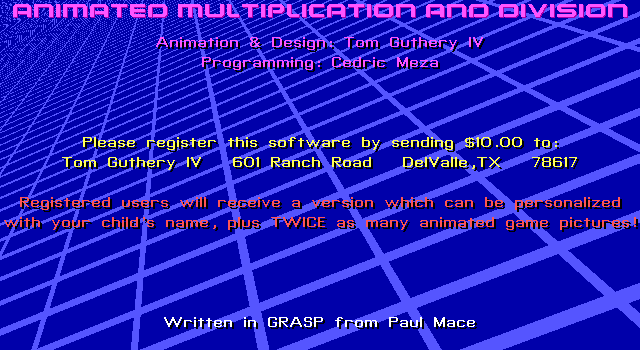 ANIMATED MULTIPLICATION AND DIVISION
Animation & Design: Tom Guthery IV
Programming: Cedric Meza
Please register this software by sending $10.00 to:
Tom Guthery IV 601 Ranch Road DelValle,TX 78617
Registered users will receive a version which can be personalized
with your child's name, plus TWICE as many animated game pictures!
Written in GRASP from Paul Mace